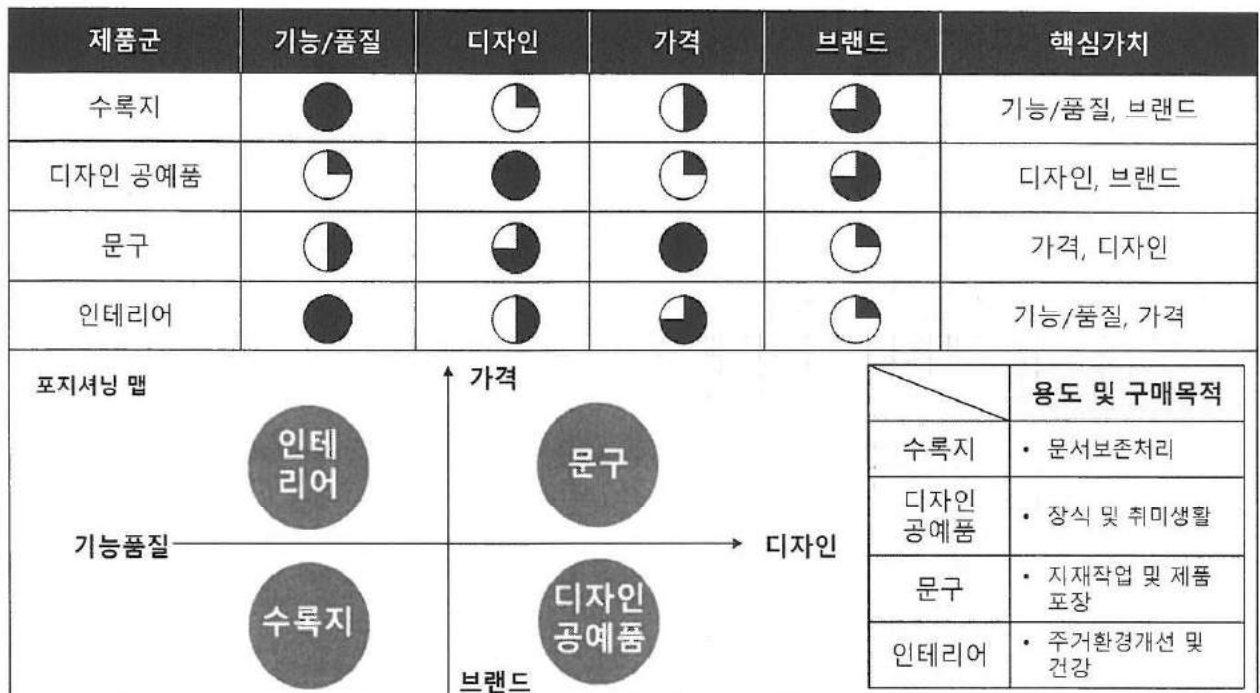 제품군 기능/품질 디자인 가격 브랜드 핵심가치
수록지 기능/품질, 브랜드
디자인 공예품 디자인, 브랜드
문구 가격, 디자인
인테리어 기능/품질, 가격
포지셔닝 맵
가격
인테
리어
문구
기능품질
디자인
수록지
디자인
공예품
브랜드
용도 및 구매목적
수록지 • 문서보존처리
디자인
공예품
• 장식 및 취미생활
문구
• 지재작업 및 제품
포장
인테리어
• 주거환경개선 및
건강